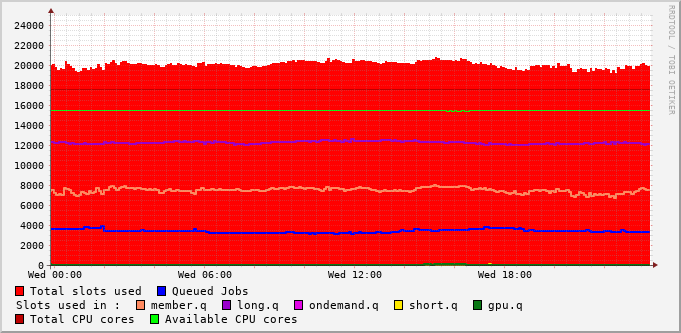 24000
22000
20000
18000
16000
14000
12000
10000
8000
6000
4000
2000
0
Wed 00:00 Wed 06:00 Wed 12:00 Wed 18:00
RRDTOOL / TOBI OETIKER
Total slots used Queued Jobs
Slots used in : member.q long.q ondemand.q short.q gpu.q
Total CPU cores Available CPU cores